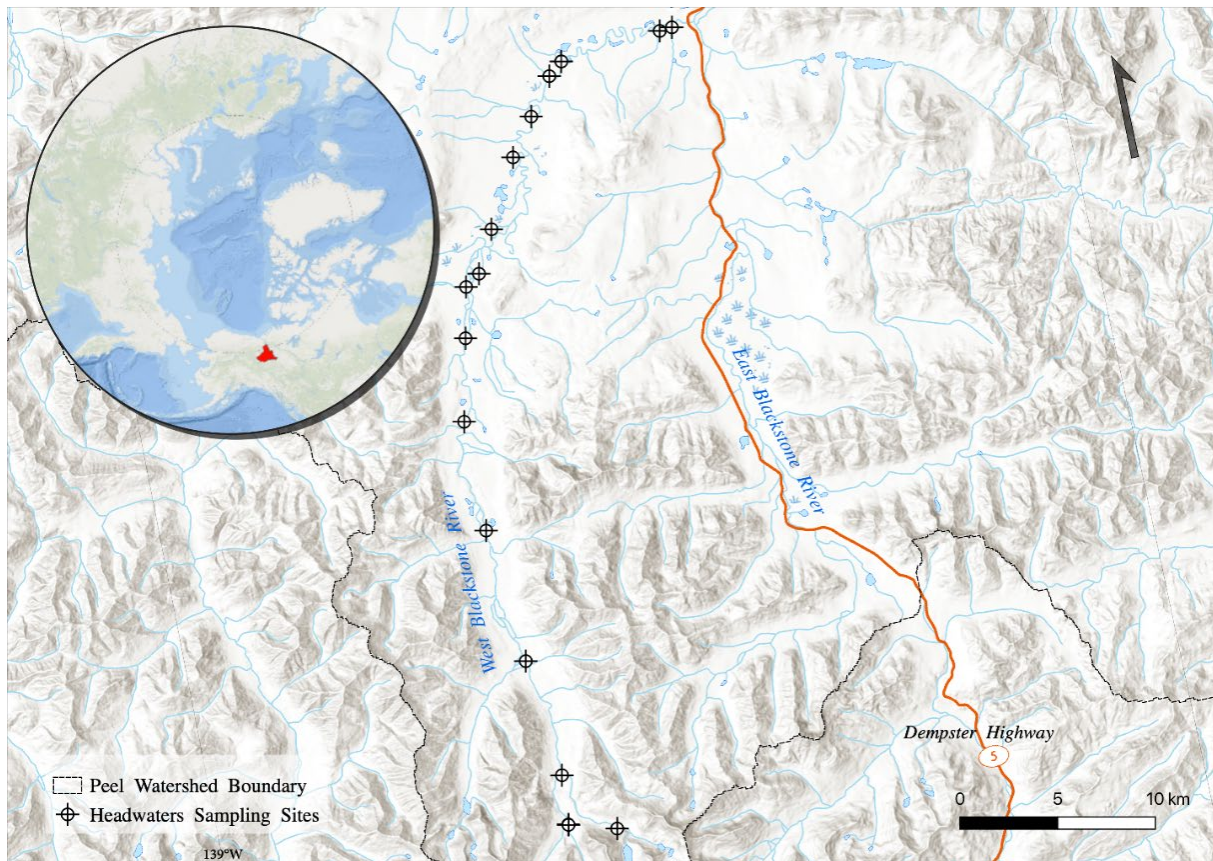 East Blackstone River
West Blackstone River
Dempster Highway
5
Peel Watershed Boundary
Headwaters Sampling Sites
0 5 10 km
139°W